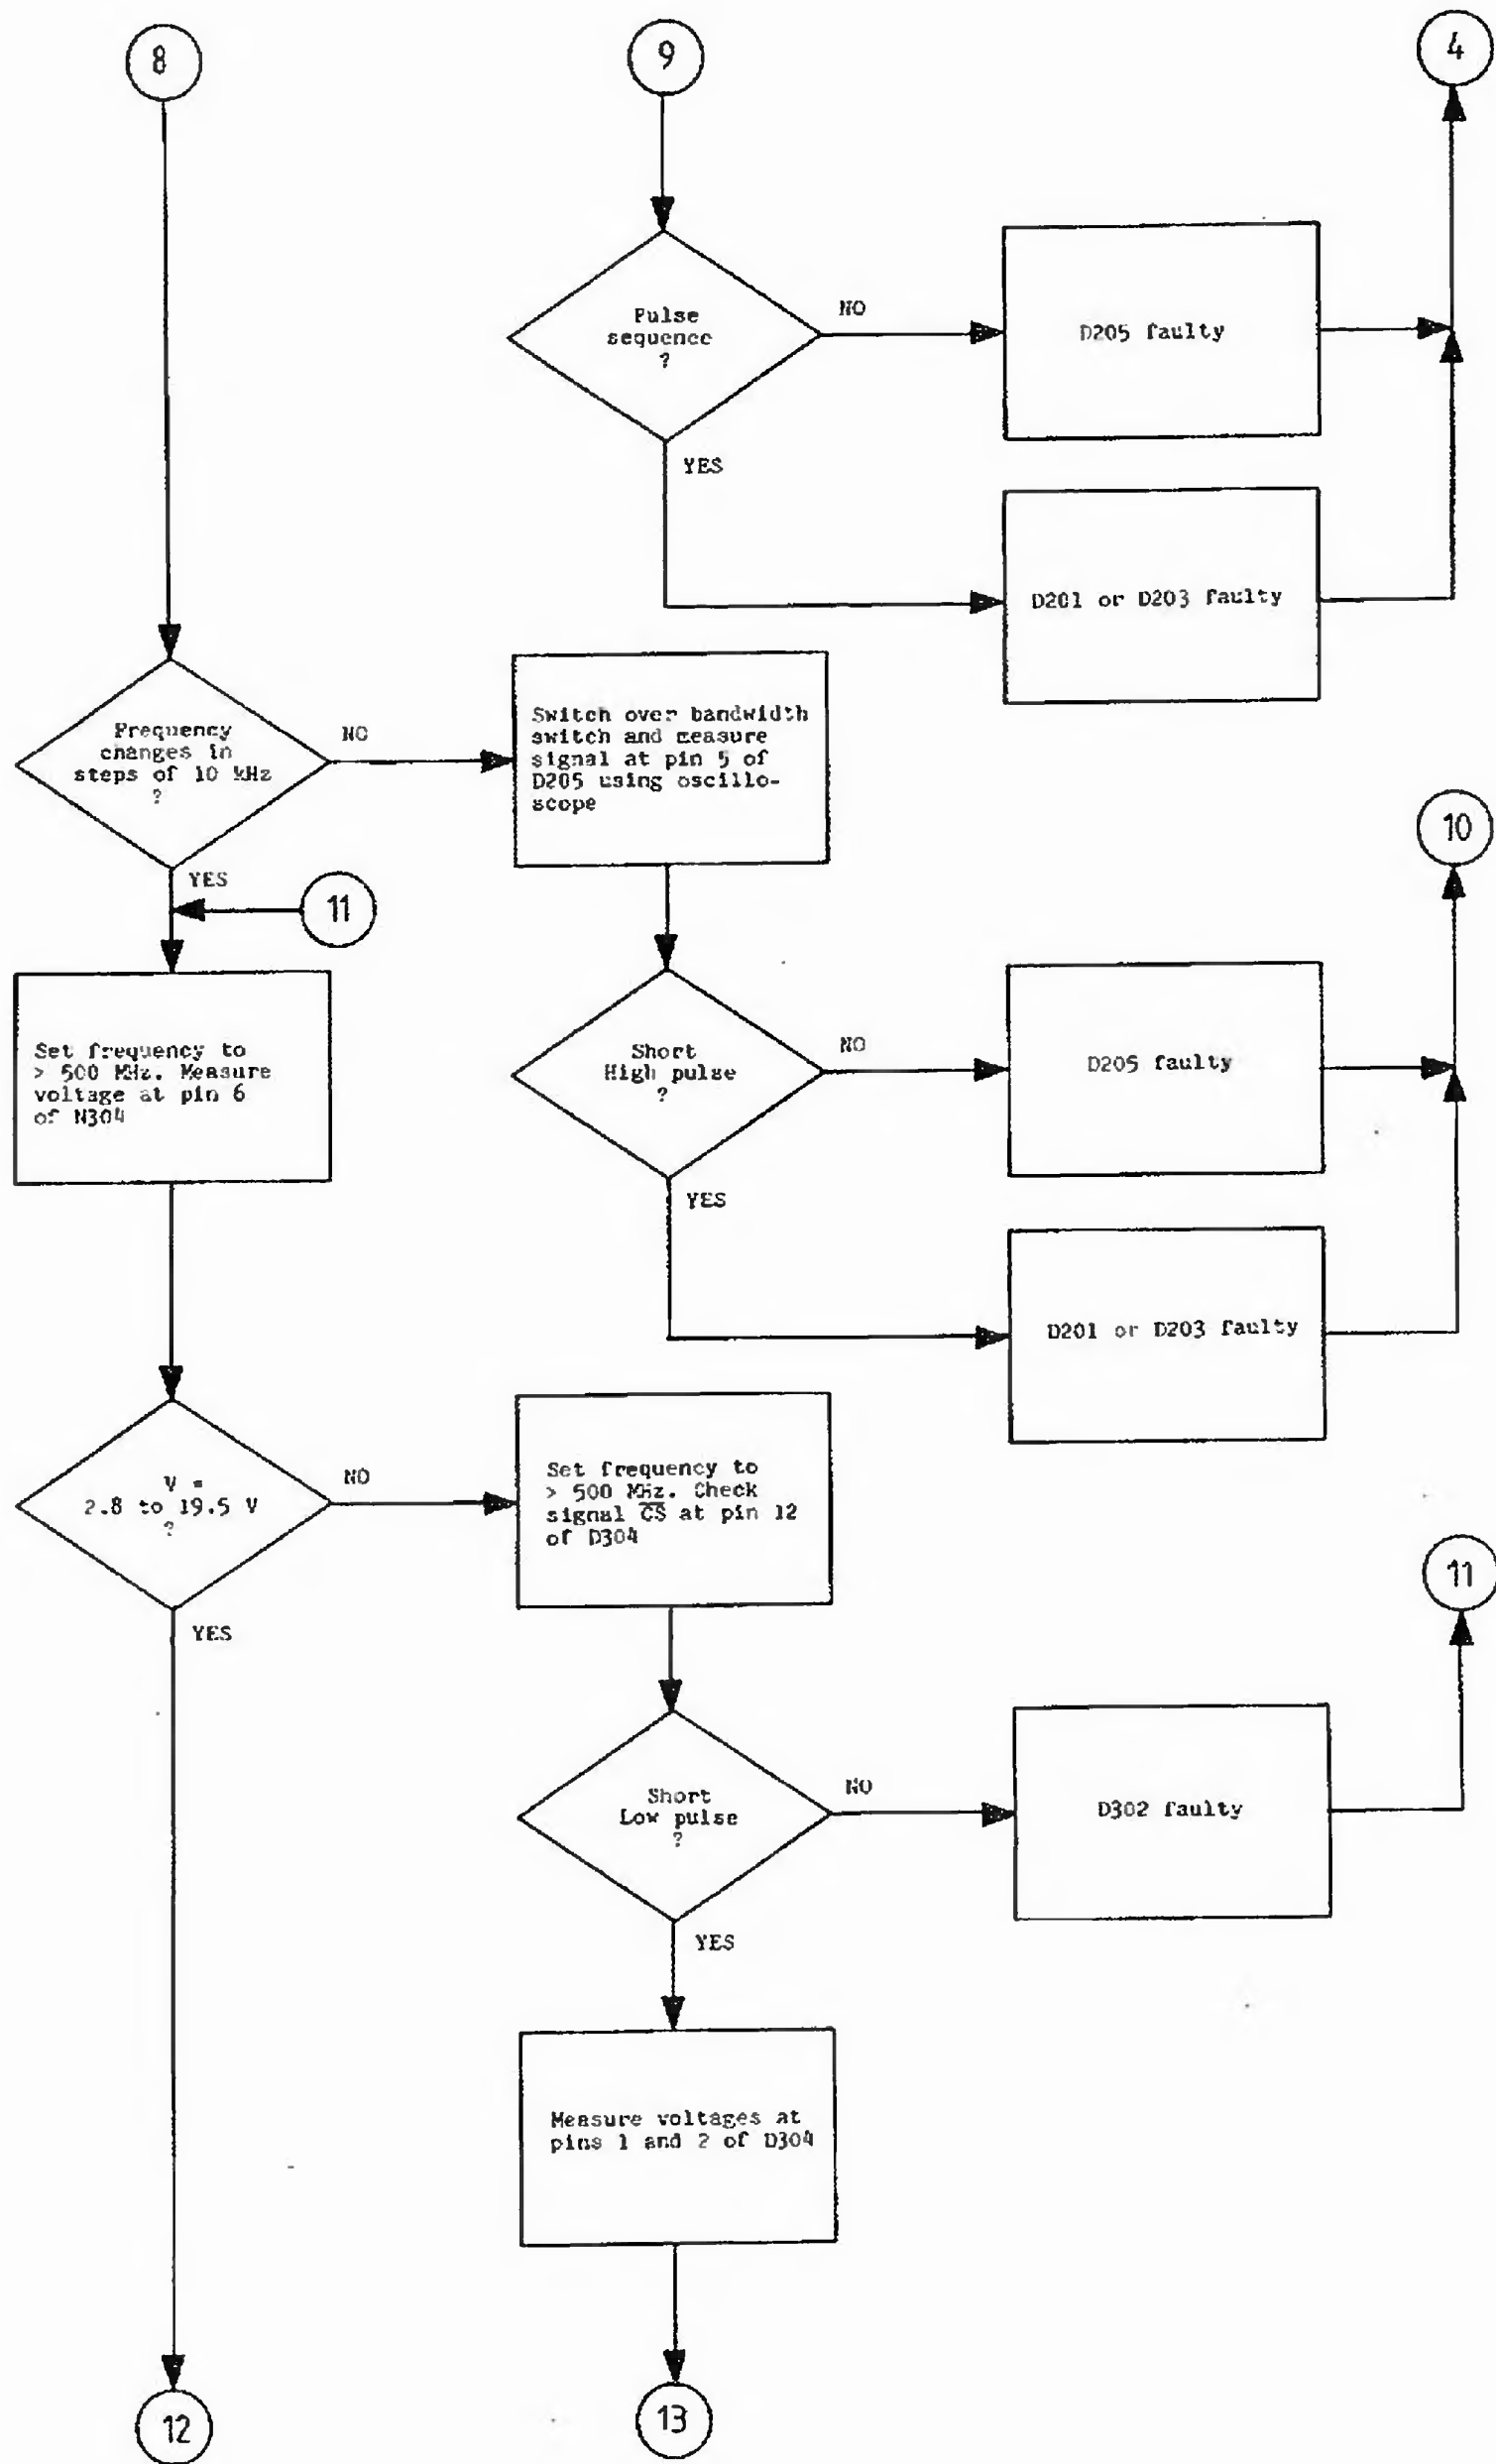 8
9
4
Pulse
sequence
?
NO
D205 faulty
YES
D201 or D203 faulty
Frequency
changes in
steps of 10 kHz
?
NO
Switch over bandwidth
switch and measure
signal at pin 5 of
D205 using oscillo-
scope
10
YES
11
Set frequency to
> 500 MHz. Measure
voltage at pin 6
of N304
Short
High pulse
?
NO
D205 faulty
YES
D201 or D203 faulty
V =
2.8 to 19.5 V
?
NO
Set frequency to
> 500 MHz. Check
signal C̅S̅ at pin 12
of D304
11
YES
Short
Low pulse
?
NO
D302 faulty
YES
Measure voltages at
pins 1 and 2 of D304
12
13